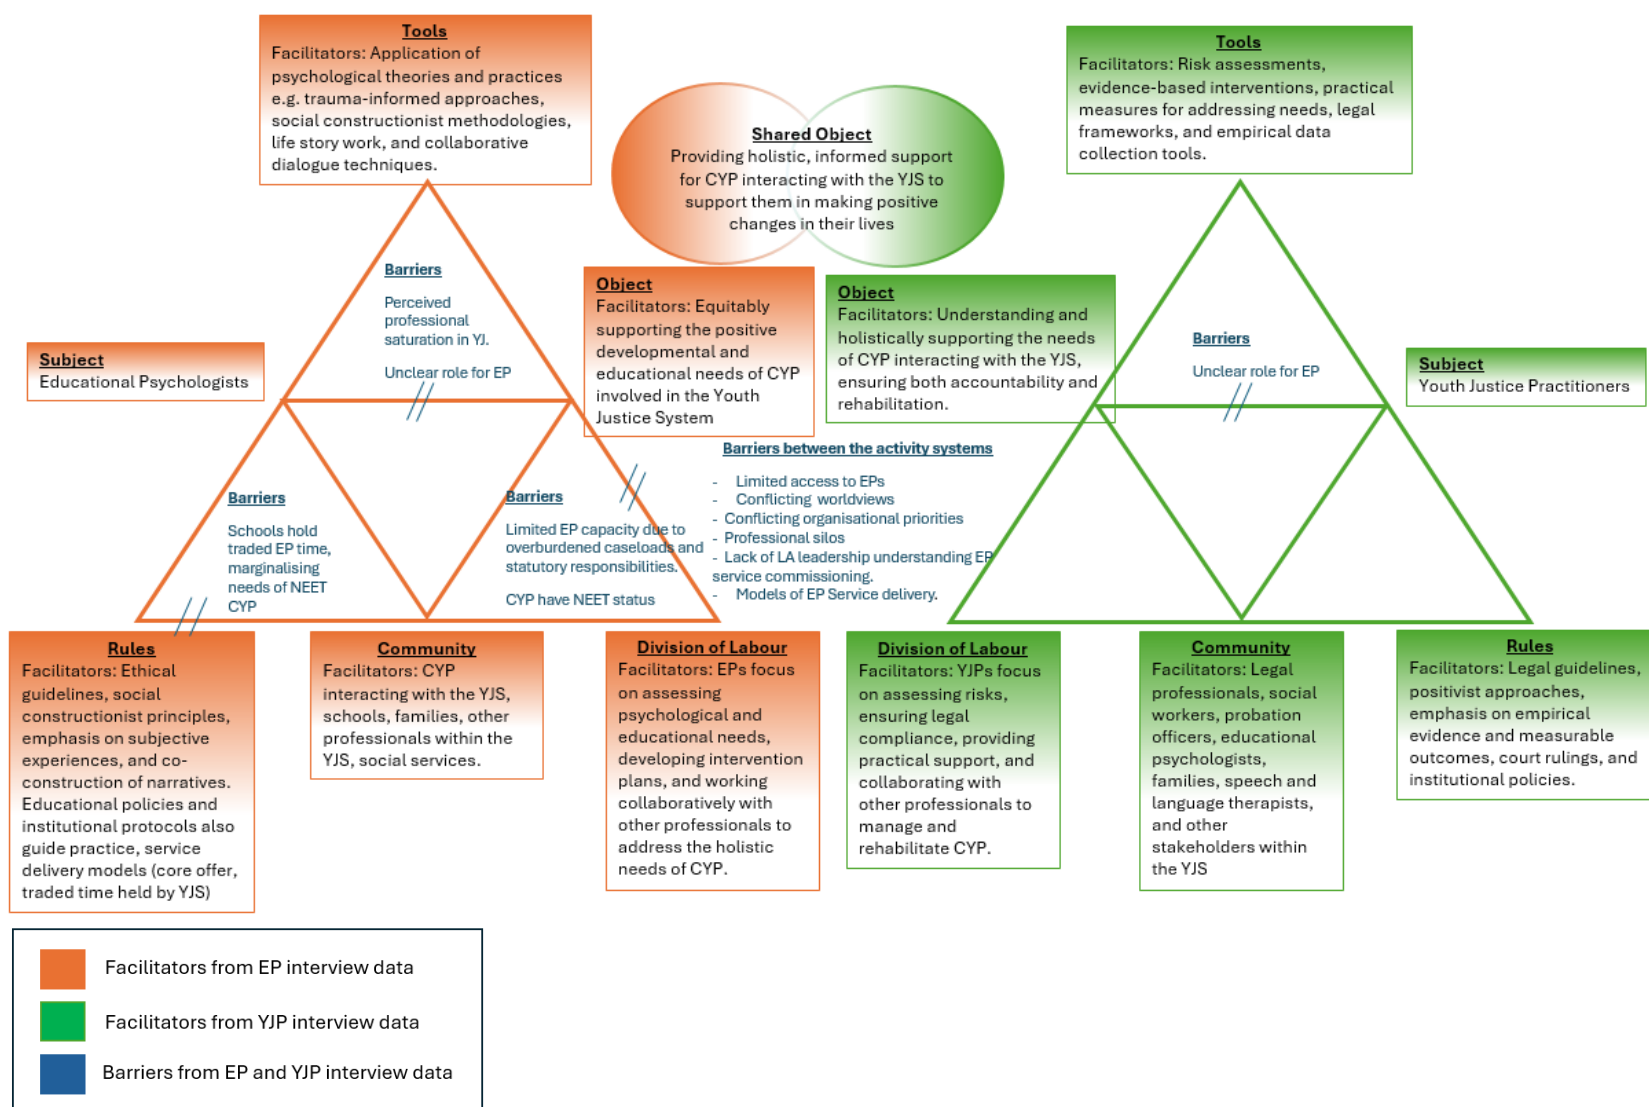 Tools
Facilitators: Application of
psychological theories and practices
e.g. trauma-informed approaches,
social constructionist methodologies,
life story work, and collaborative
dialogue techniques.
Shared Object
Providing holistic, informed support
for CYP interacting with the YJS to
support them in making positive
changes in their lives
Tools
Facilitators: Risk assessments,
evidence-based interventions, practical
measures for addressing needs, legal
frameworks, and empirical data
collection tools.
Subject
Educational Psychologists
Barriers
Perceived
professional
saturation in YJ.
Unclear role for EP
Object
Facilitators: Equitably
supporting the positive
developmental and
educational needs of CYP
involved in the Youth
Justice System
Object
Facilitators: Understanding and
holistically supporting the needs
of CYP interacting with the YJS,
ensuring both accountability and
rehabilitation.
Barriers
Unclear role for EP
Subject
Youth Justice Practitioners
Barriers
Schools hold
traded EP time,
marginalising
needs of NEET
CYP
Barriers
Limited EP capacity due to
overburdened caseloads and
statutory responsibilities.
CYP have NEET status
Barriers between the activity systems
- Limited access to EPs
- Conflicting worldviews
- Conflicting organisational priorities
- Professional silos
- Lack of LA leadership understanding EP
service commissioning.
- Models of EP Service delivery.
Rules
Facilitators: Ethical
guidelines, social
constructionist principles,
emphasis on subjective
experiences, and co-
construction of narratives.
Educational policies and
institutional protocols also
guide practice, service
delivery models (core offer,
traded time held by YJS)
Community
Facilitators: CYP
interacting with the YJS,
schools, families, other
professionals within the
YJS, social services.
Division of Labour
Facilitators: EPs focus
on assessing
psychological and
educational needs,
developing intervention
plans, and working
collaboratively with
other professionals to
address the holistic
needs of CYP.
Division of Labour
Facilitators: YJPs focus
on assessing risks,
ensuring legal
compliance, providing
practical support, and
collaborating with
other professionals to
manage and
rehabilitate CYP.
Community
Facilitators: Legal
professionals, social
workers, probation
officers, educational
psychologists,
families, speech and
language therapists,
and other
stakeholders within
the YJS
Rules
Facilitators: Legal guidelines,
positivist approaches,
emphasis on empirical
evidence and measurable
outcomes, court rulings, and
institutional policies.
Facilitators from EP interview data
Facilitators from YJP interview data
Barriers from EP and YJP interview data